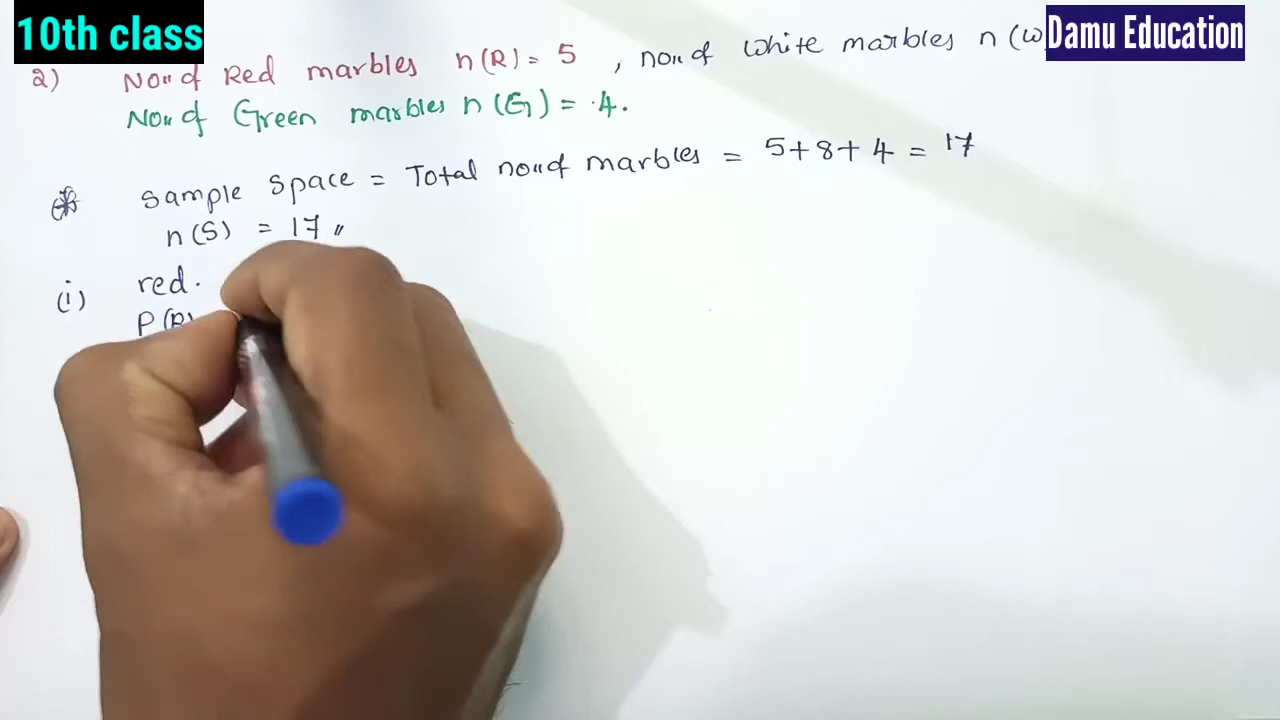 10th class
Damu Education
2) No" of Red marbles n(R) = 5 , no" of White marbles n(W
No" of Green marbles n(G) = 4.
Sample Space = Total no" of marbles = 5+8+4 = 17
n(S) = 17 "
(i) red.
P(R)